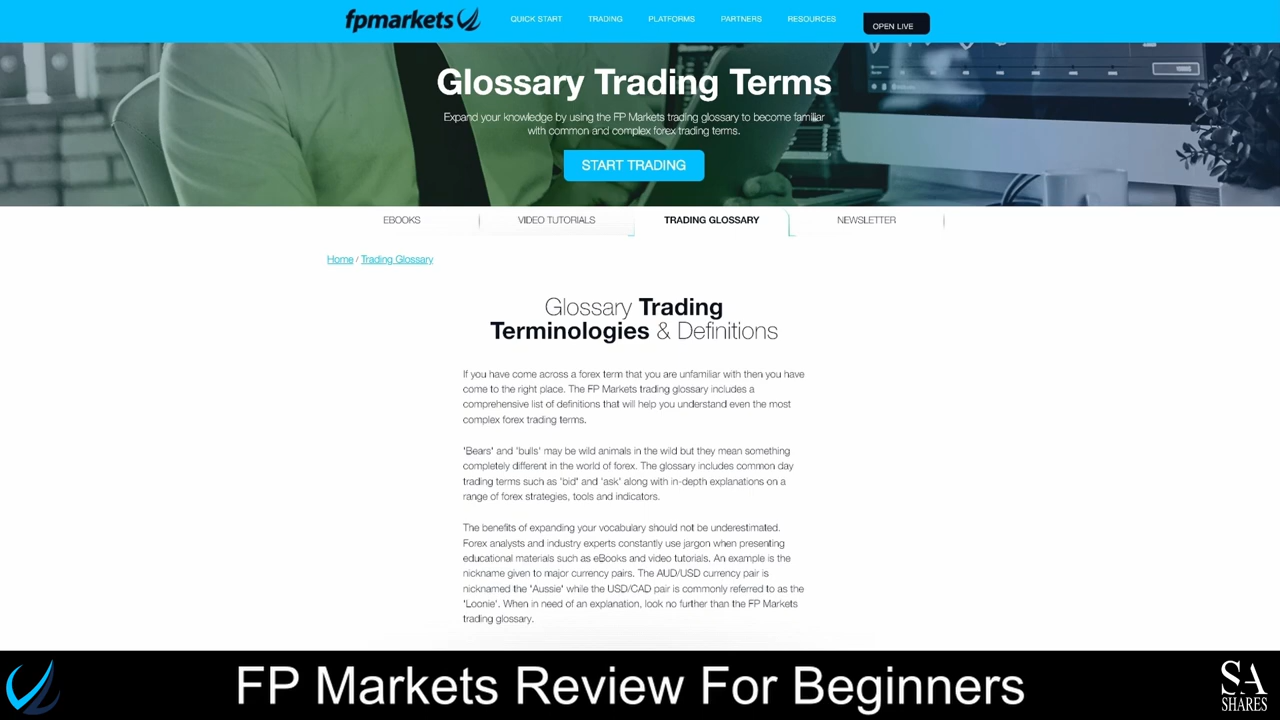 fpmarkets
QUICK START TRADING PLATFORMS PARTNERS RESOURCES OPEN LIVE
Glossary Trading Terms
Expand your knowledge by using the FP Markets trading glossary to become familiar
with common and complex forex trading terms.
START TRADING
EBOOKS VIDEO TUTORIALS TRADING GLOSSARY NEWSLETTER
Home / Trading Glossary
Glossary Trading
Terminologies & Definitions
If you have come across a forex term that you are unfamiliar with then you have
come to the right place. The FP Markets trading glossary includes a
comprehensive list of definitions that will help you understand even the most
complex forex trading terms.
'Bears' and 'bulls' may be wild animals in the wild but they mean something
completely different in the world of forex. The glossary includes common day
trading terms such as 'bid' and 'ask' along with in-depth explanations on a
range of forex strategies, tools and indicators.
The benefits of expanding your vocabulary should not be underestimated.
Forex analysts and industry experts constantly use jargon when presenting
educational materials such as eBooks and video tutorials. An example is the
nickname given to major currency pairs. The AUD/USD currency pair is
nicknamed the 'Aussie' while the USD/CAD pair is commonly referred to as the
'Loonie'. When in need of an explanation, look no further than the FP Markets
trading glossary.
FP Markets Review For Beginners
SA
SHARES